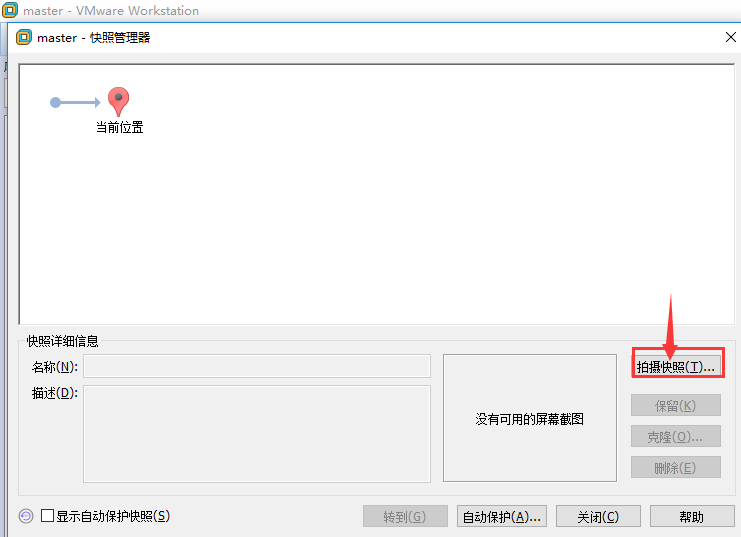 master - VMware Workstation
master - 快照管理器
当前位置
快照详细信息
名称(N):
描述(D):
没有可用的屏幕截图
拍摄快照(T)...
保留(K)
克隆(O)...
删除(E)
显示自动保护快照(S)
转到(G)
自动保护(A)...
关闭(C)
帮助